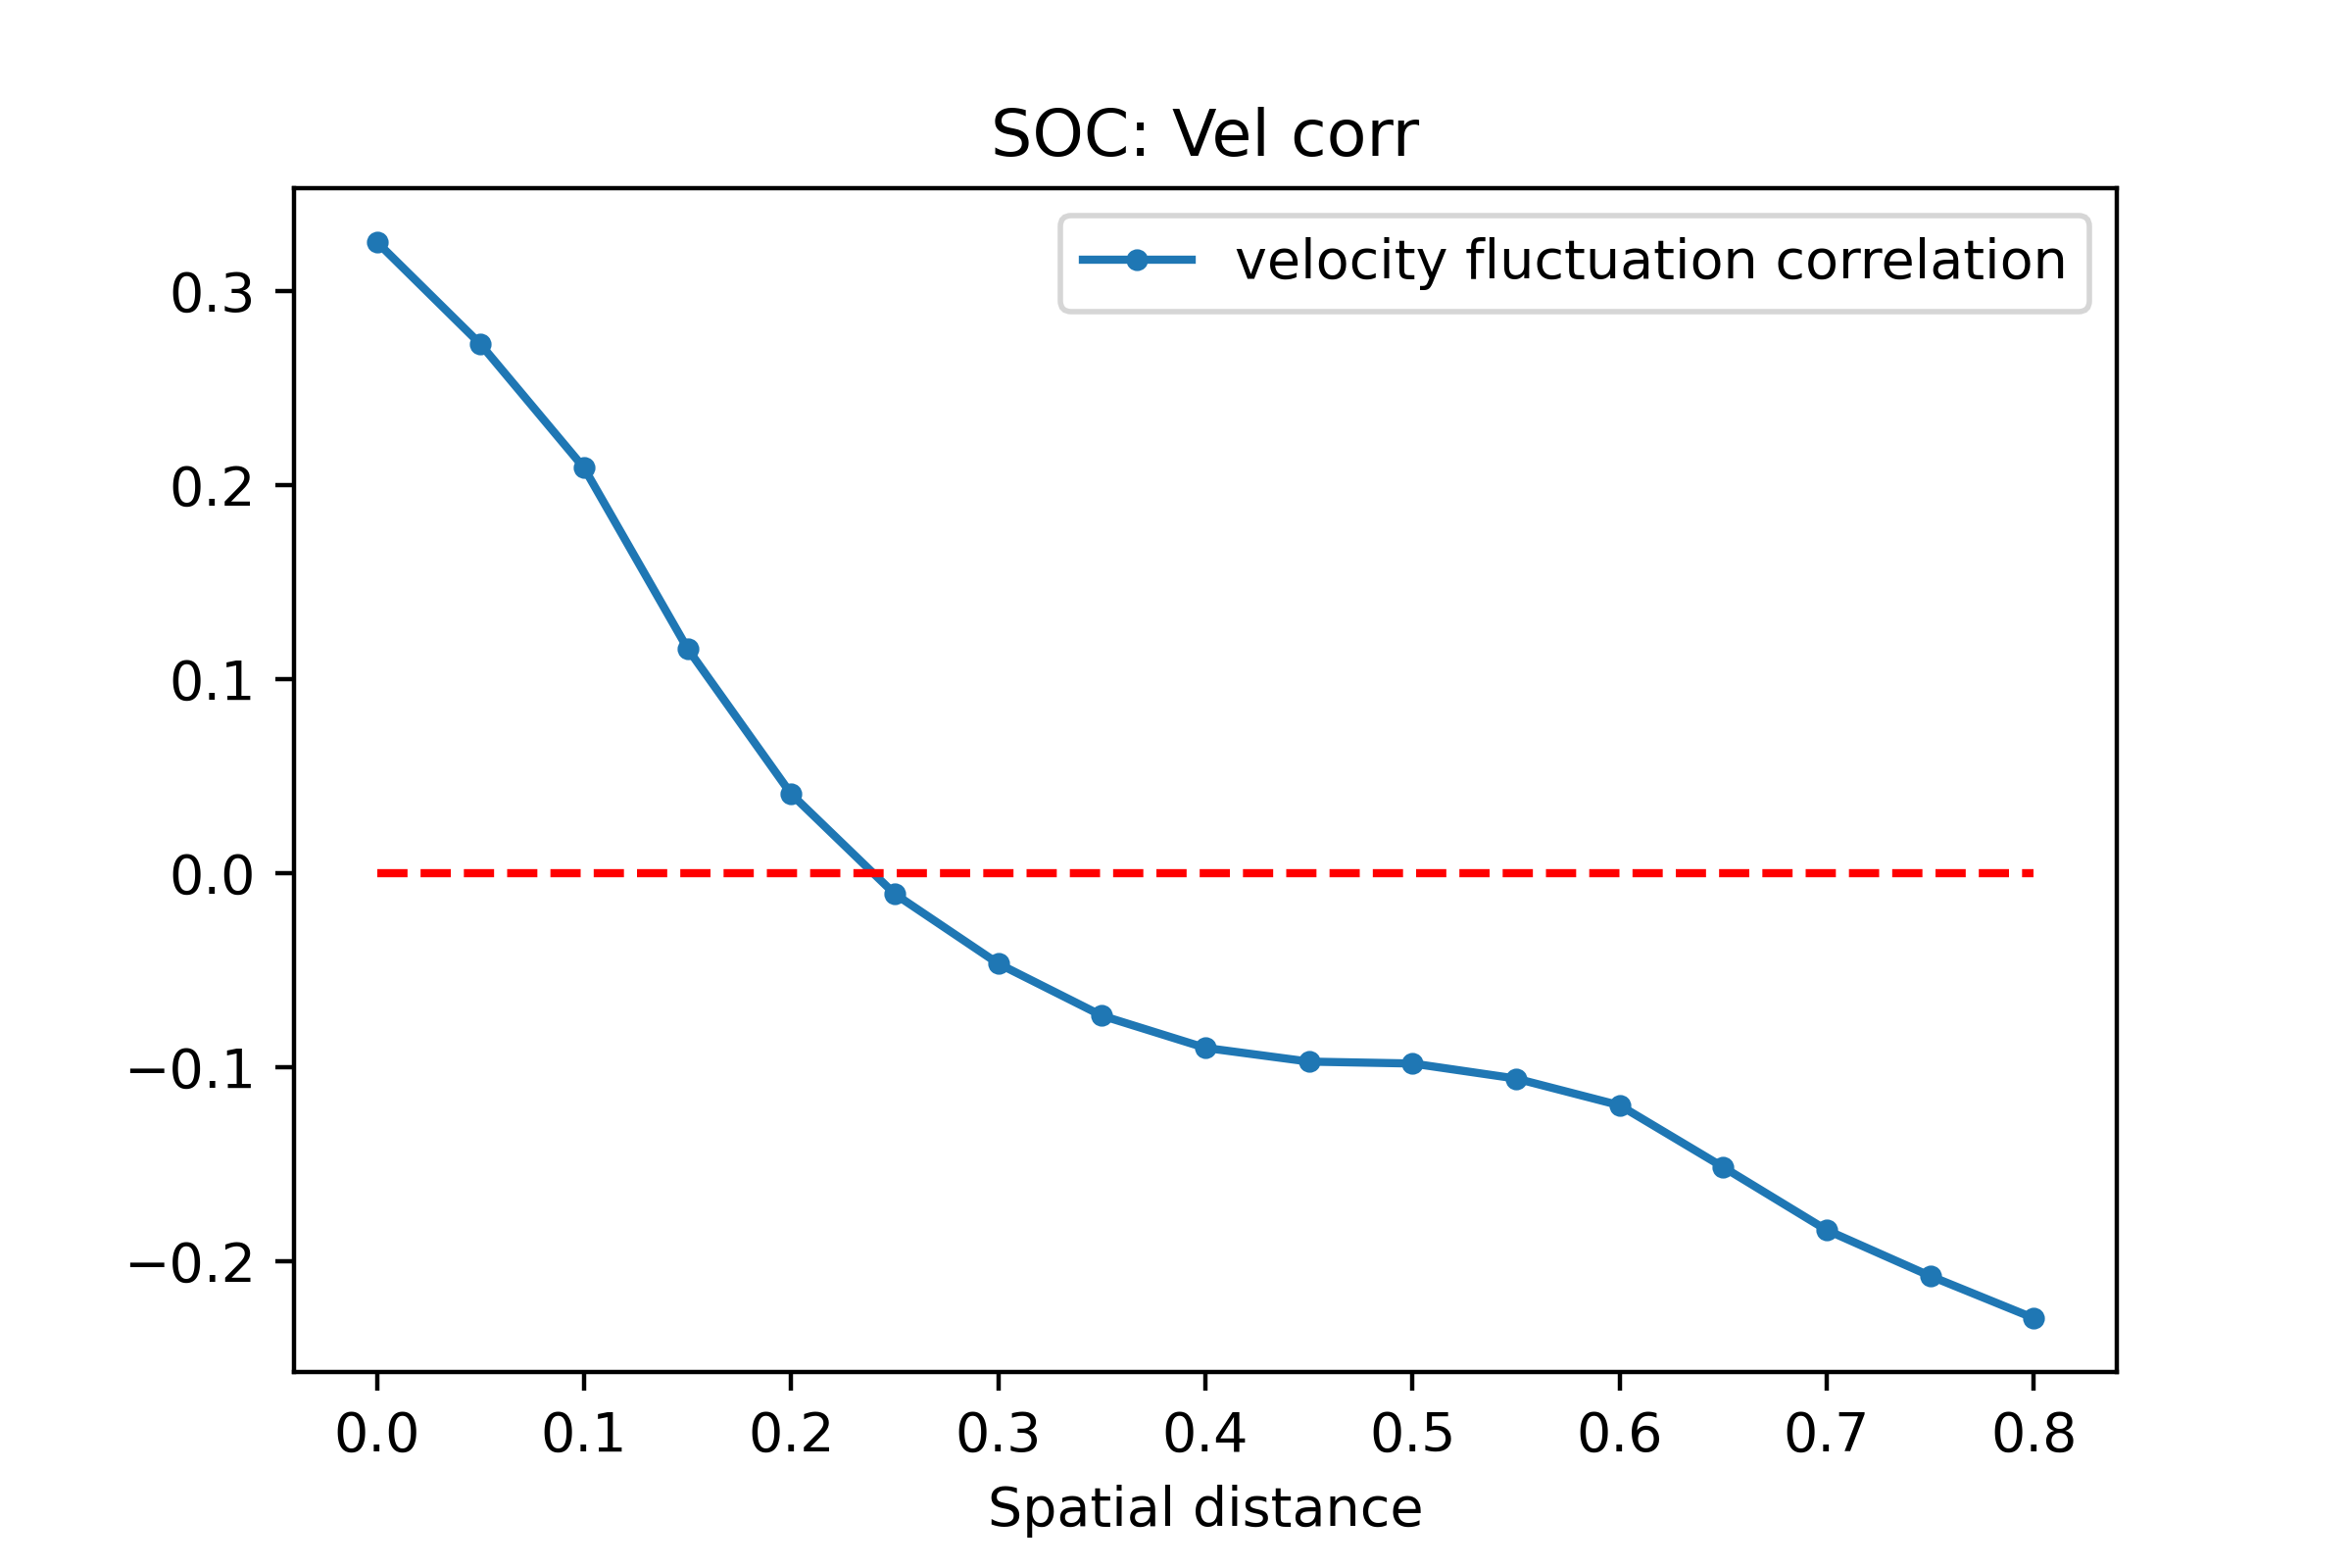 SOC: Vel corr
velocity fluctuation correlation
0.3
0.2
0.1
0.0
−0.1
−0.2
0.0 0.1 0.2 0.3 0.4 0.5 0.6 0.7 0.8
Spatial distance